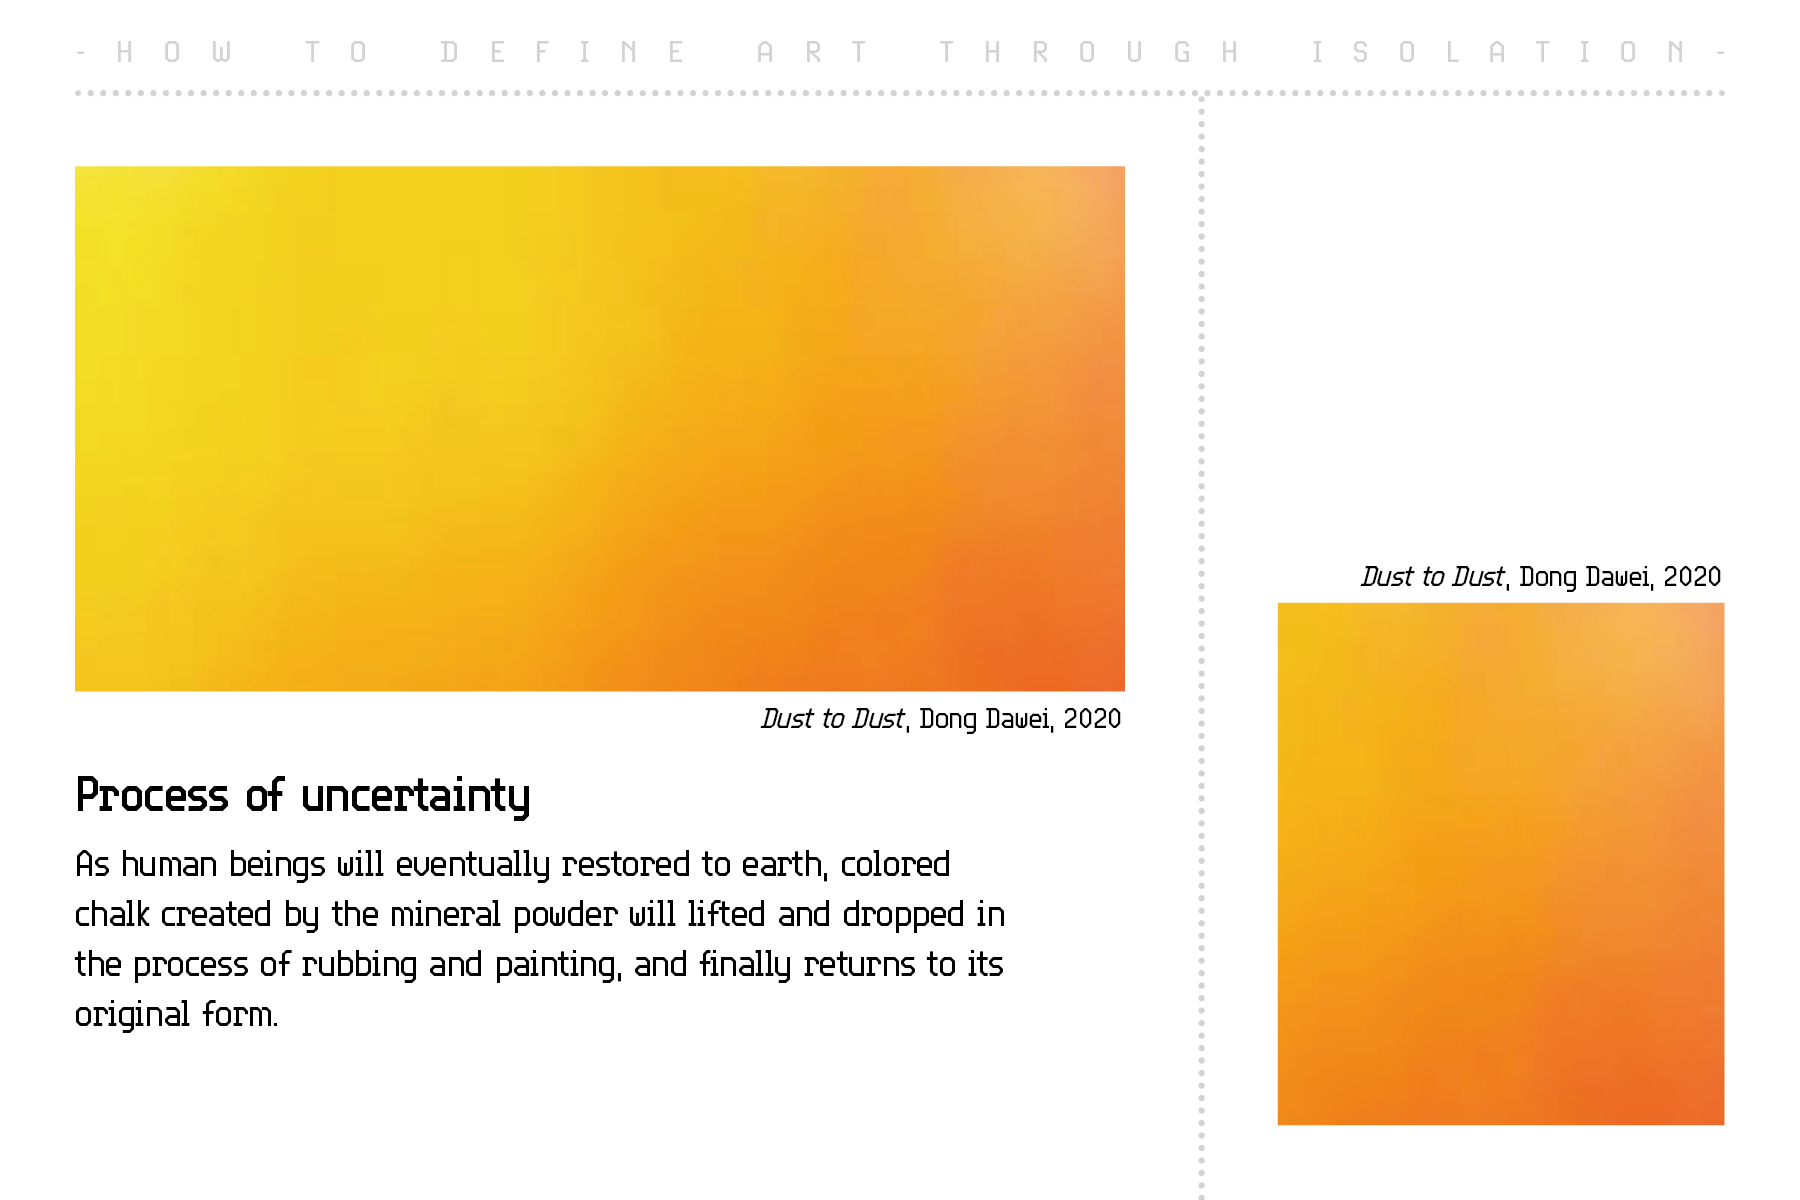 - HOW TO DEFINE ART THROUGH ISOLATION -
Dust to Dust, Dong Dawei, 2020
Process of uncertainty
As human beings will eventually restored to earth, colored
chalk created by the mineral powder will lifted and dropped in
the process of rubbing and painting, and finally returns to its
original form.
Dust to Dust, Dong Dawei, 2020